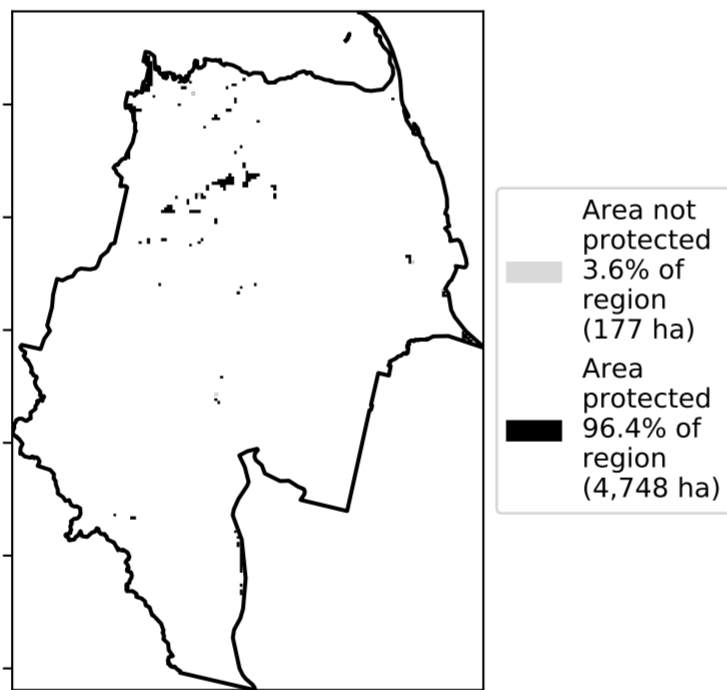 Area not
protected
3.6% of
region
(177 ha)
Area
protected
96.4% of
region
(4,748 ha)